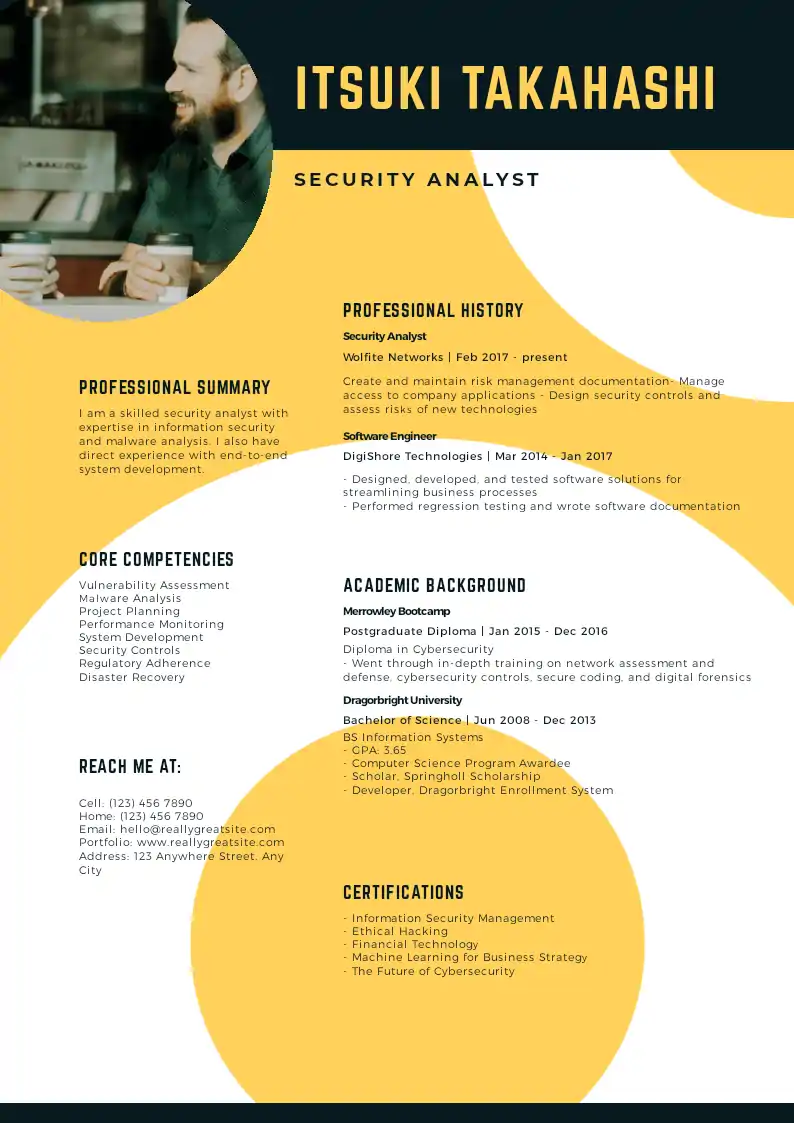 ITSUKI TAKAHASHI
SECURITY ANALYST
PROFESSIONAL SUMMARY
I am a skilled security analyst with
expertise in information security
and malware analysis. I also have
direct experience with end-to-end
system development.
CORE COMPETENCIES
Vulnerability Assessment
Malware Analysis
Project Planning
Performance Monitoring
System Development
Security Controls
Regulatory Adherence
Disaster Recovery
REACH ME AT:
Cell: (123) 456 7890
Home: (123) 456 7890
Email: hello@reallygreatsite.com
Portfolio: www.reallygreatsite.com
Address: 123 Anywhere Street. Any
City
PROFESSIONAL HISTORY
Security Analyst
Wolfite Networks | Feb 2017 - present
Create and maintain risk management documentation- Manage
access to company applications - Design security controls and
assess risks of new technologies
Software Engineer
DigiShore Technologies | Mar 2014 - Jan 2017
- Designed, developed, and tested software solutions for
streamlining business processes
- Performed regression testing and wrote software documentation
ACADEMIC BACKGROUND
Merrowley Bootcamp
Postgraduate Diploma | Jan 2015 - Dec 2016
Diploma in Cybersecurity
- Went through in-depth training on network assessment and
defense, cybersecurity controls, secure coding, and digital forensics
Dragorbright University
Bachelor of Science | Jun 2008 - Dec 2013
BS Information Systems
- GPA: 3.65
- Computer Science Program Awardee
- Scholar, Springholl Scholarship
- Developer, Dragorbright Enrollment System
CERTIFICATIONS
- Information Security Management
- Ethical Hacking
- Financial Technology
- Machine Learning for Business Strategy
- The Future of Cybersecurity